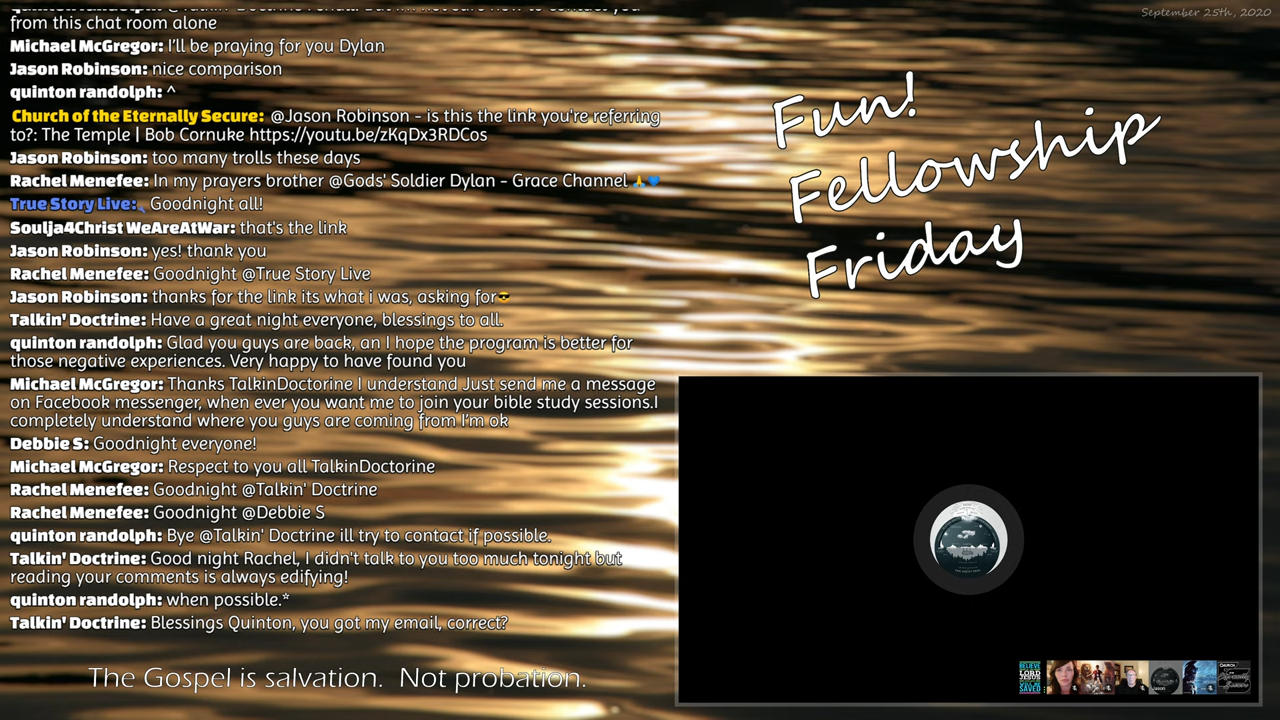 from this chat room alone
Michael McGregor: I'll be praying for you Dylan
Jason Robinson: nice comparison
quinton randolph: ^
Church of the Eternally Secure: @Jason Robinson - is this the link you're referring
to?: The Temple | Bob Cornuke https://youtu.be/zKqDx3RDCos
Jason Robinson: too many trolls these days
Rachel Menefee: In my prayers brother @Gods' Soldier Dylan - Grace Channel 🙏💙
True Story Live: Goodnight all!
Soulja4Christ WeAreAtWar: that's the link
Jason Robinson: yes! thank you
Rachel Menefee: Goodnight @True Story Live
Jason Robinson: thanks for the link its what i was, asking for😎
Talkin' Doctrine: Have a great night everyone, blessings to all.
quinton randolph: Glad you guys are back, an I hope the program is better for
those negative experiences. Very happy to have found you
Michael McGregor: Thanks TalkinDoctorine I understand Just send me a message
on Facebook messenger, when ever you want me to join your bible study sessions.I
completely understand where you guys are coming from I'm ok
Debbie S: Goodnight everyone!
Michael McGregor: Respect to you all TalkinDoctorine
Rachel Menefee: Goodnight @Talkin' Doctrine
Rachel Menefee: Goodnight @Debbie S
quinton randolph: Bye @Talkin' Doctrine ill try to contact if possible.
Talkin' Doctrine: Good night Rachel, I didn't talk to you too much tonight but
reading your comments is always edifying!
quinton randolph: when possible.*
Talkin' Doctrine: Blessings Quinton, you got my email, correct?
The Gospel is salvation. Not probation.
September 25th, 2020
Fun!
Fellowship
Friday
BELIEVE
LORD
JESUS
SAVED
Jason
CHURCH